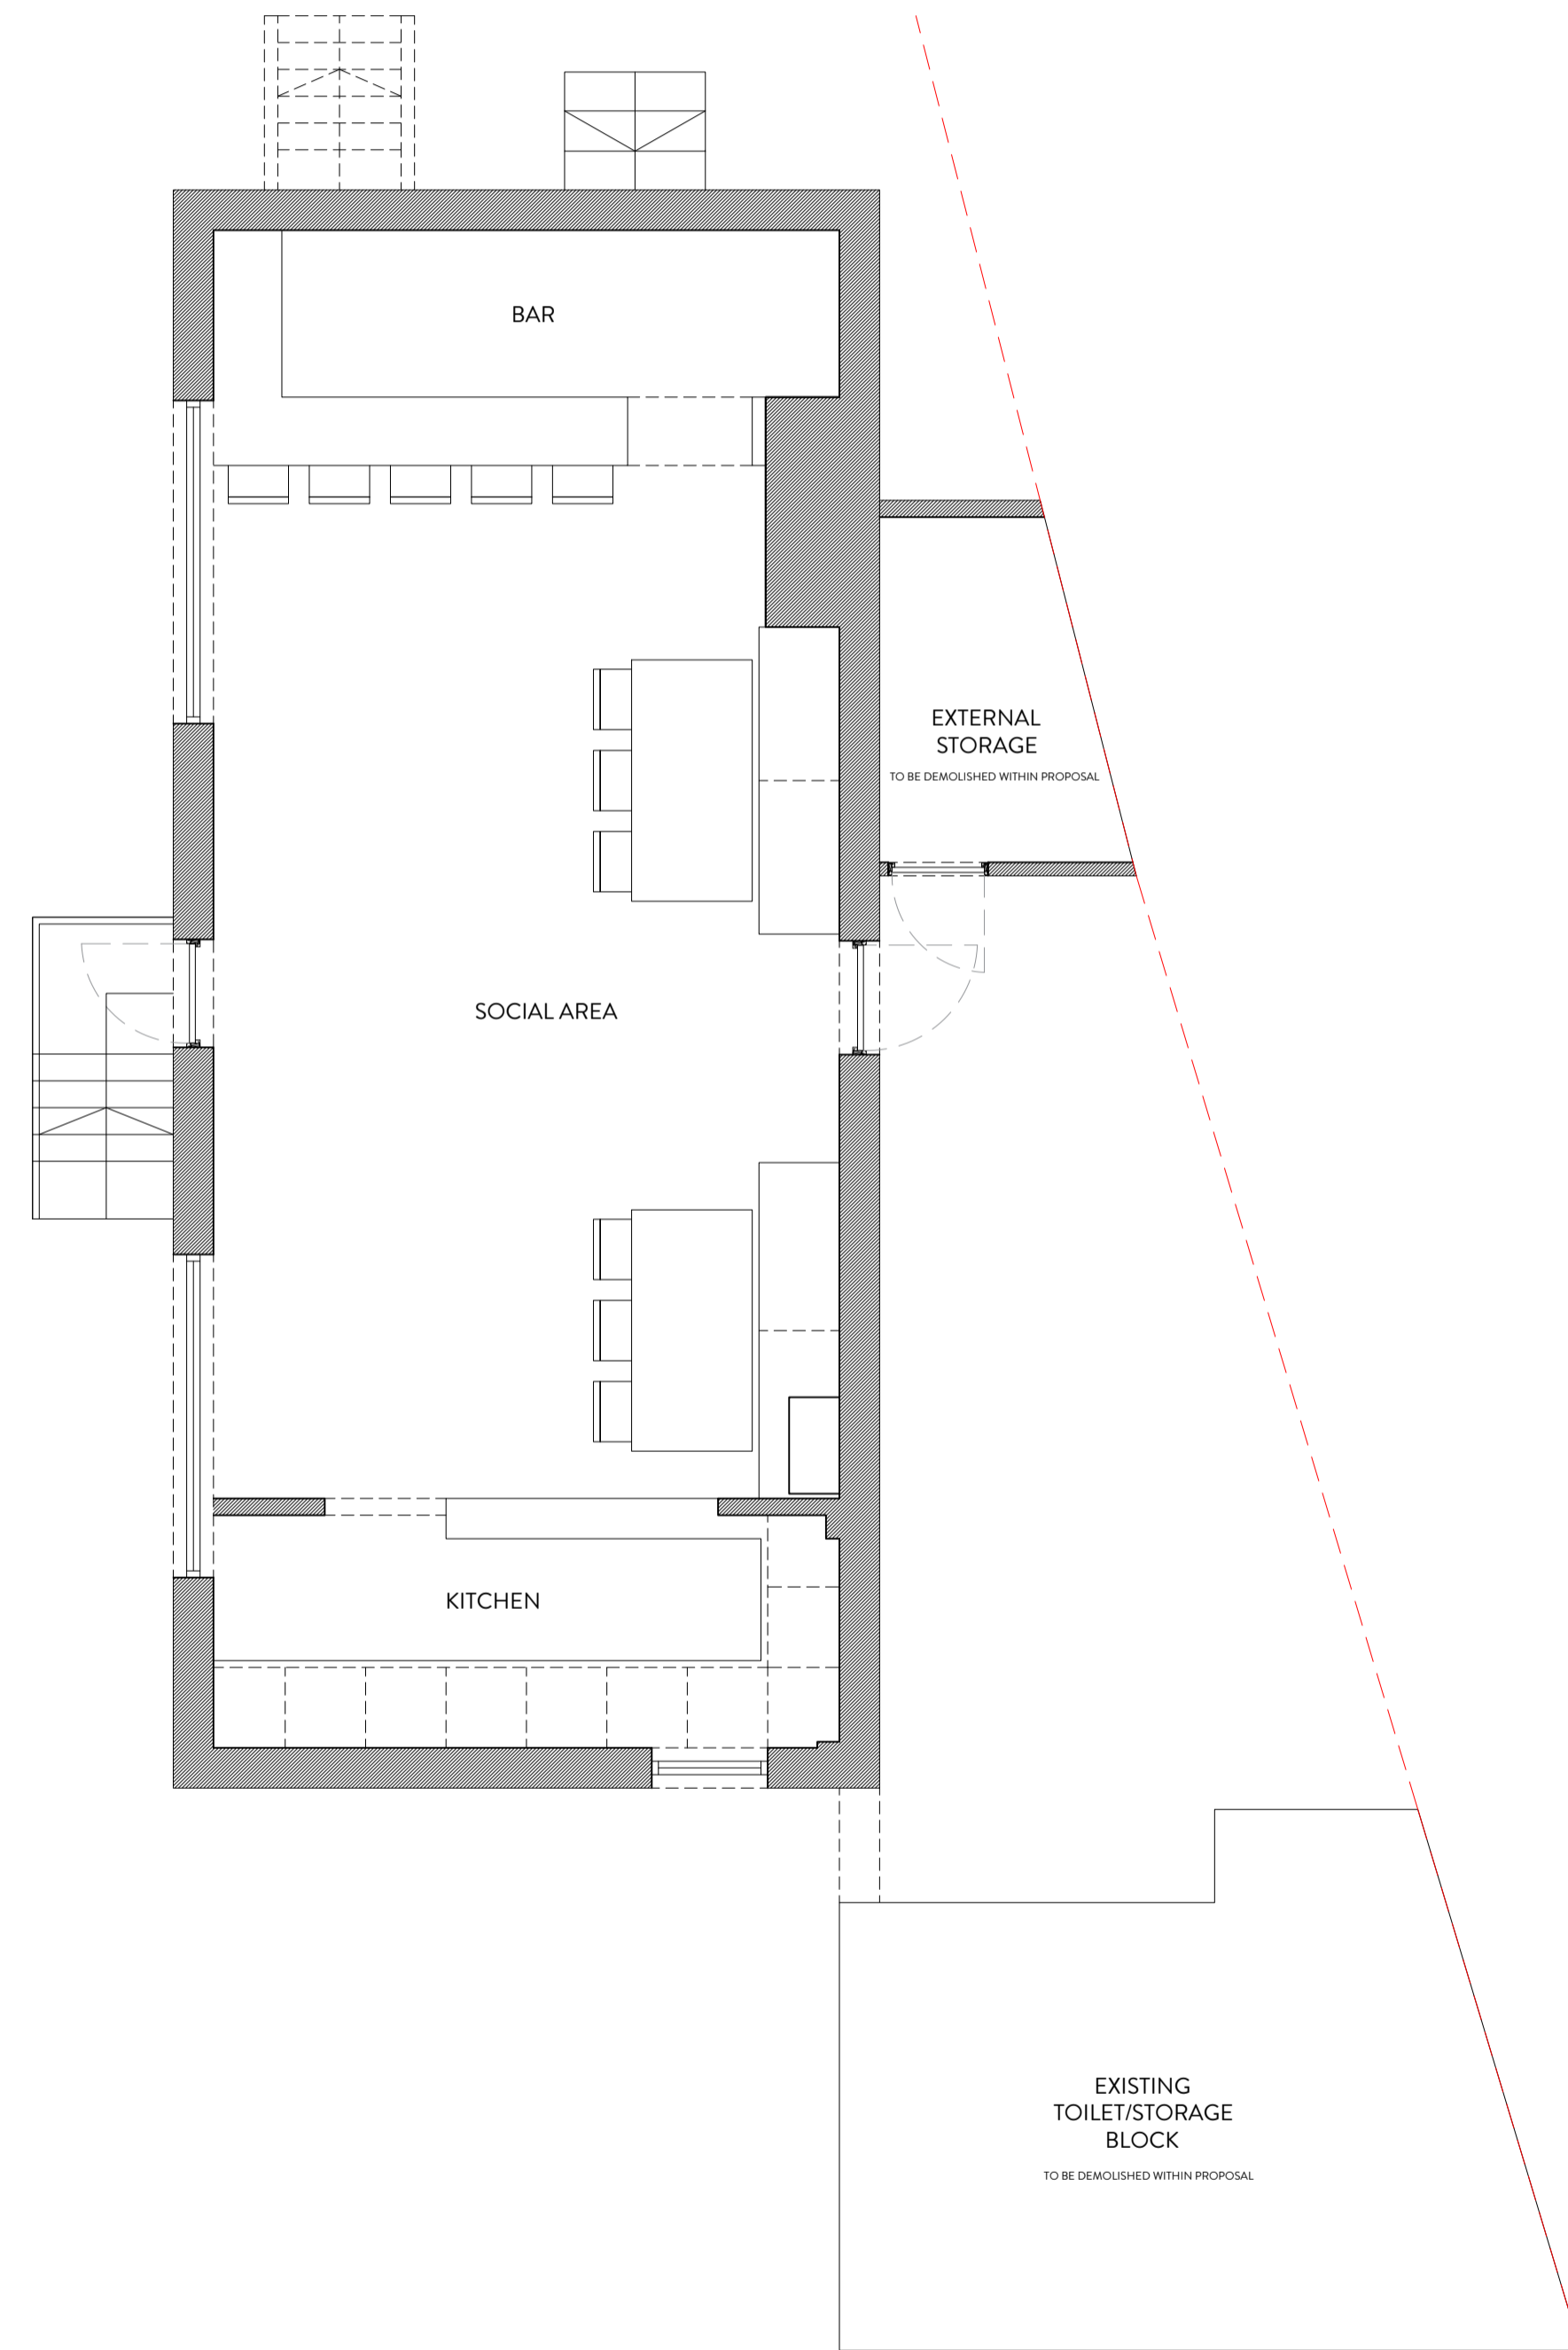 BAR
EXTERNAL
STORAGE
TO BE DEMOLISHED WITHIN PROPOSAL
SOCIAL AREA
KITCHEN
EXISTING
TOILET/STORAGE
BLOCK
TO BE DEMOLISHED WITHIN PROPOSAL